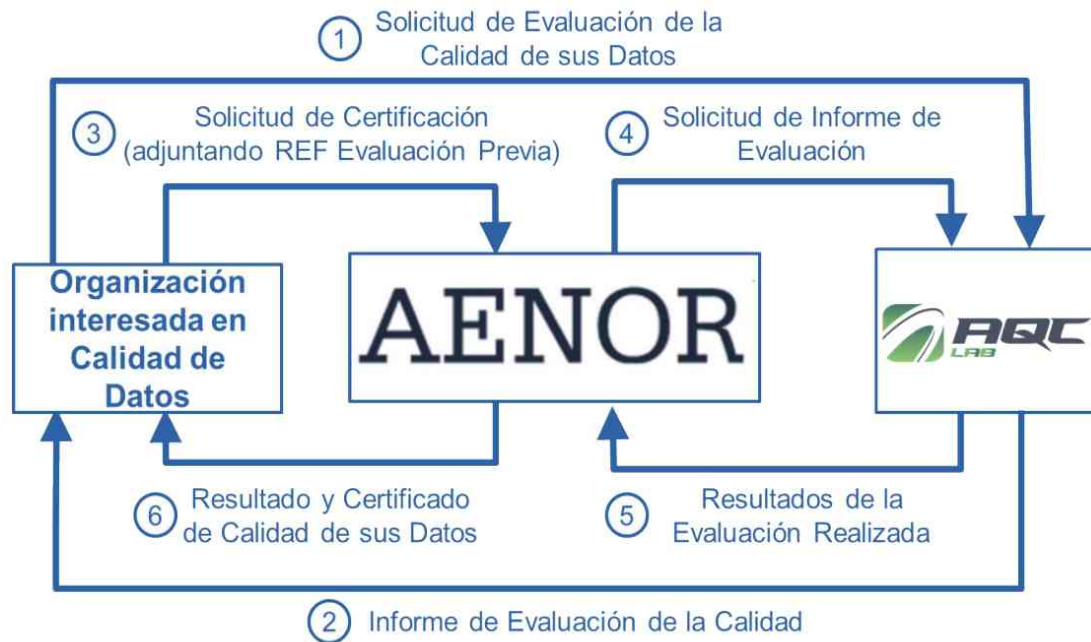 1 Solicitud de Evaluación de la
Calidad de sus Datos
3 Solicitud de Certificación
(adjuntando REF Evaluación Previa)
4 Solicitud de Informe de
Evaluación
Organización
interesada en
Calidad de
Datos
AENOR
AQC
LAB
6 Resultado y Certificado
de Calidad de sus Datos
5 Resultados de la
Evaluación Realizada
2 Informe de Evaluación de la Calidad